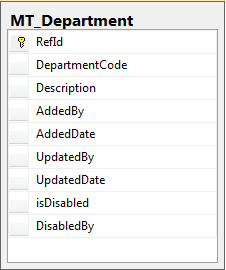 MT_Department
RefId
DepartmentCode
Description
AddedBy
AddedDate
UpdatedBy
UpdatedDate
isDisabled
DisabledBy